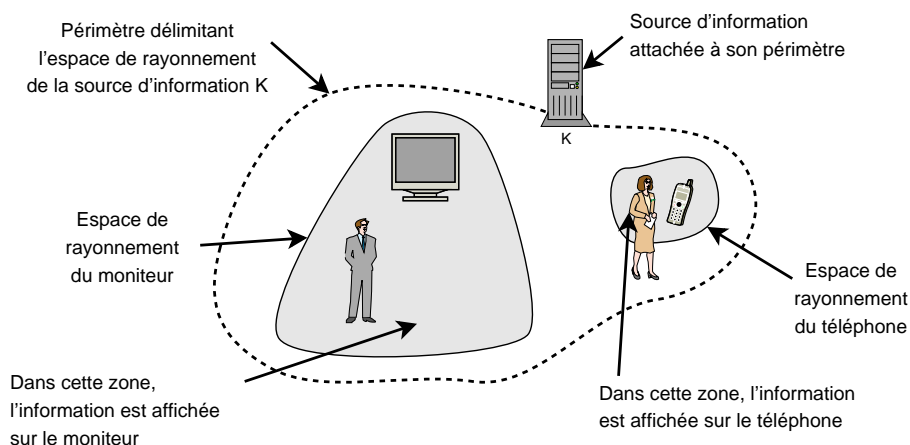 Périmètre délimitant
l'espace de rayonnement
de la source d'information K
Source d'information
attachée à son périmètre
K
Espace de
rayonnement
du moniteur
Espace de
rayonnement
du téléphone
Dans cette zone,
l'information est affichée
sur le moniteur
Dans cette zone, l'information
est affichée sur le téléphone